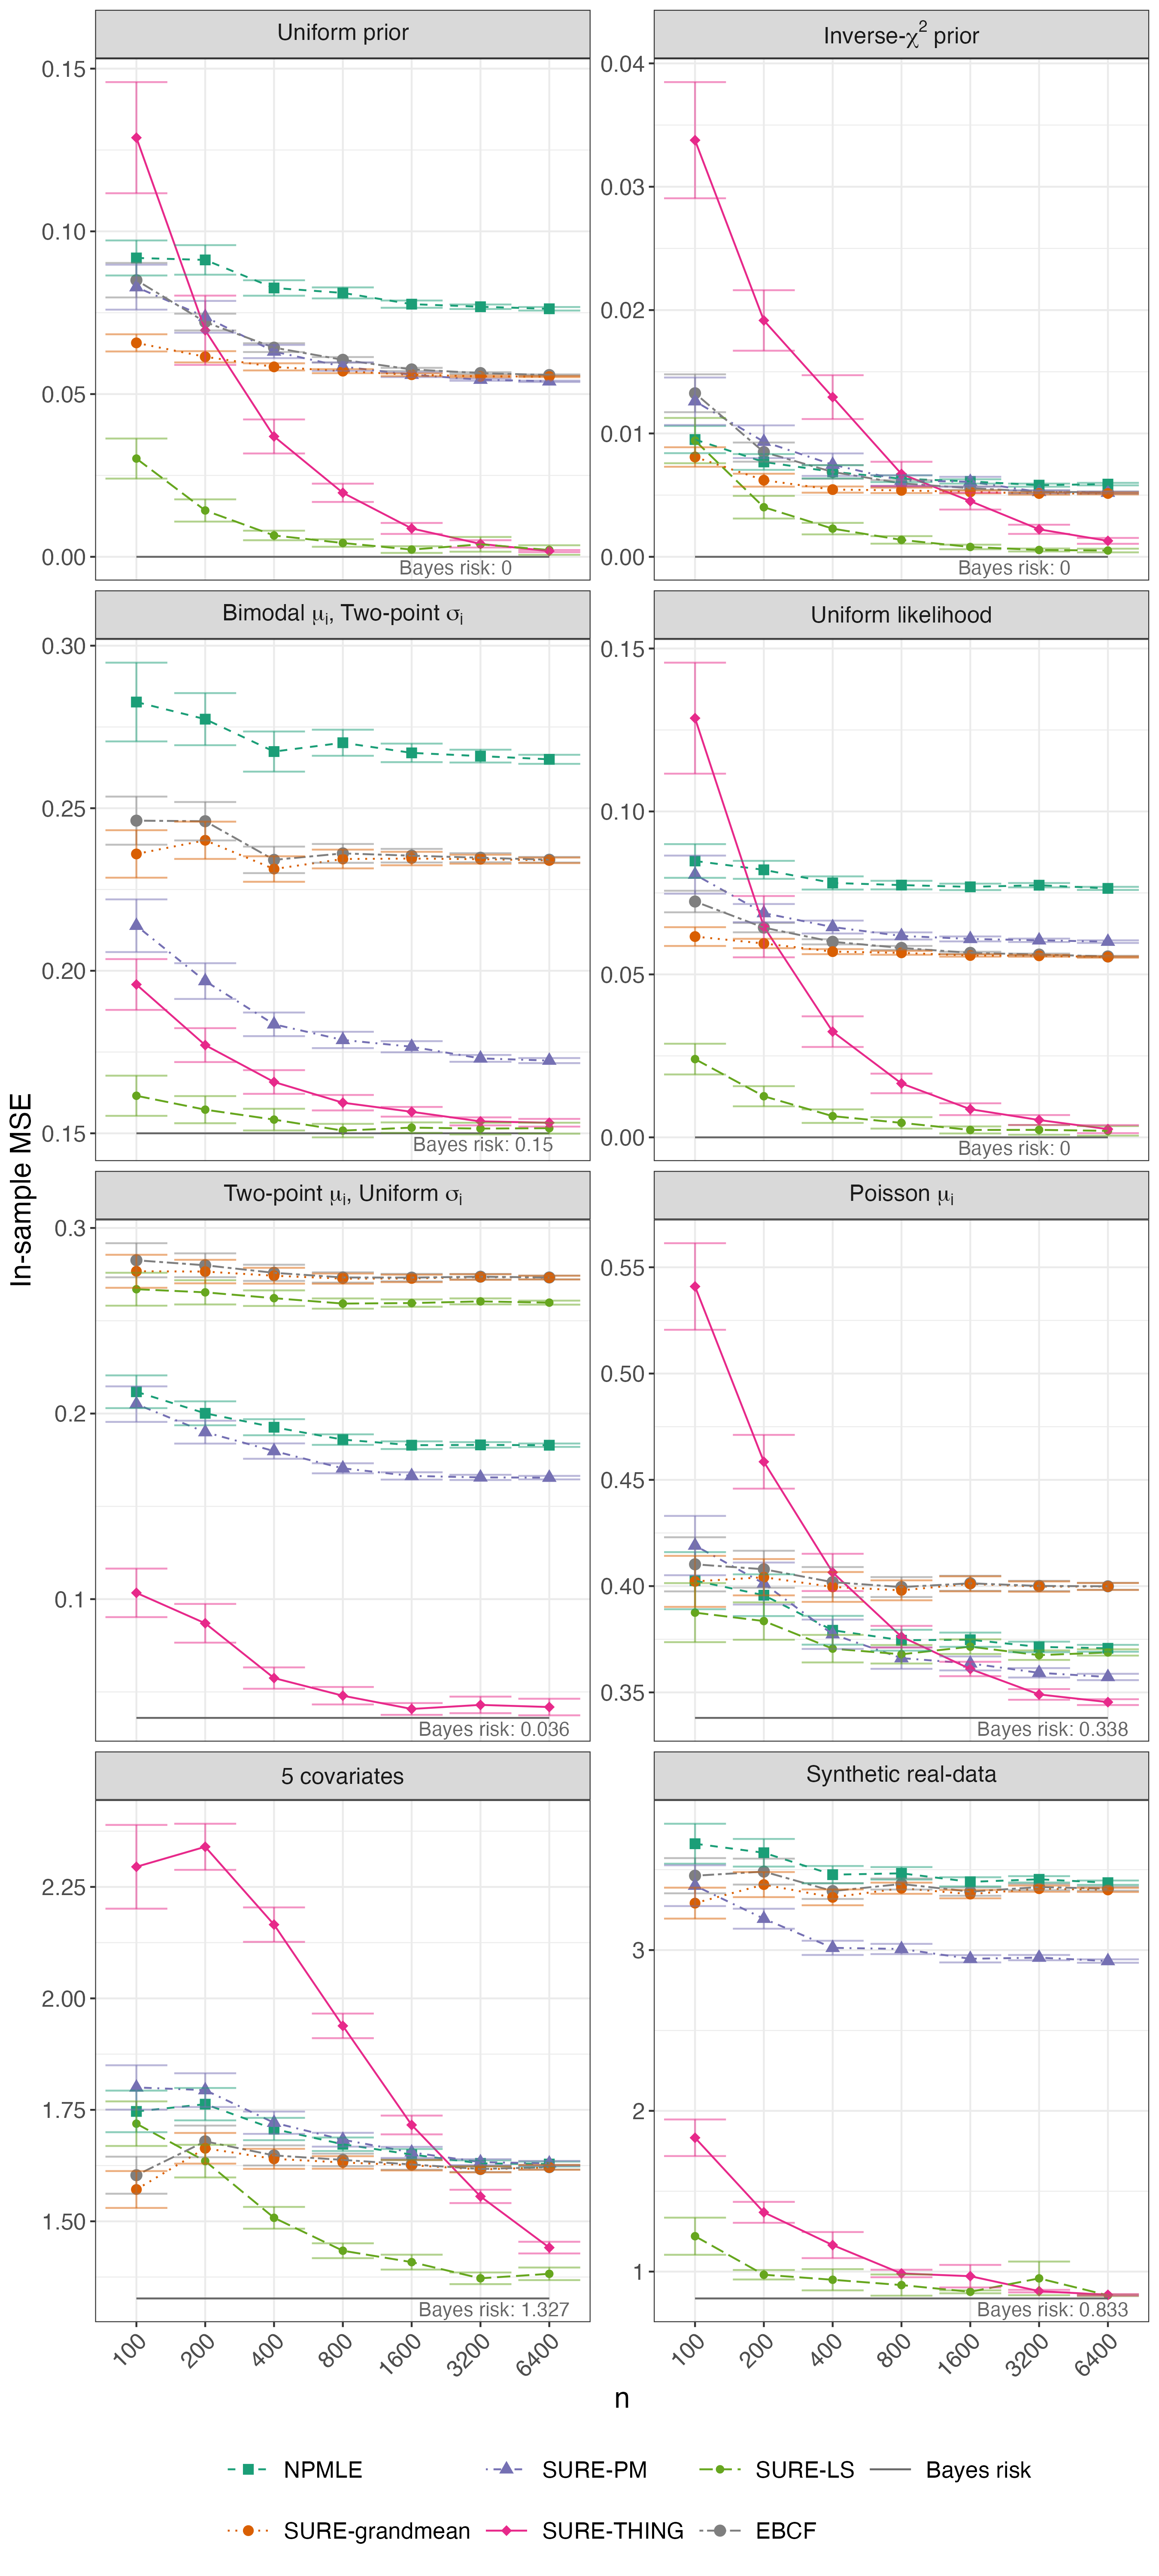 Uniform prior
Inverse-χ² prior
0.15
0.10
0.05
0.00
Bayes risk: 0
0.04
0.03
0.02
0.01
0.00
Bayes risk: 0
Bimodal μᵢ, Two-point σᵢ
Uniform likelihood
0.30
0.25
0.20
0.15
Bayes risk: 0.15
0.15
0.10
0.05
0.00
Bayes risk: 0
In-sample MSE
Two-point μᵢ, Uniform σᵢ
Poisson μᵢ
0.3
0.2
0.1
Bayes risk: 0.036
0.55
0.50
0.45
0.40
0.35
Bayes risk: 0.338
5 covariates
Synthetic real-data
2.25
2.00
1.75
1.50
Bayes risk: 1.327
3
2
1
Bayes risk: 0.833
100 200 400 800 1600 3200 6400
100 200 400 800 1600 3200 6400
n
NPMLE SURE-PM SURE-LS Bayes risk
SURE-grandmean SURE-THING EBCF